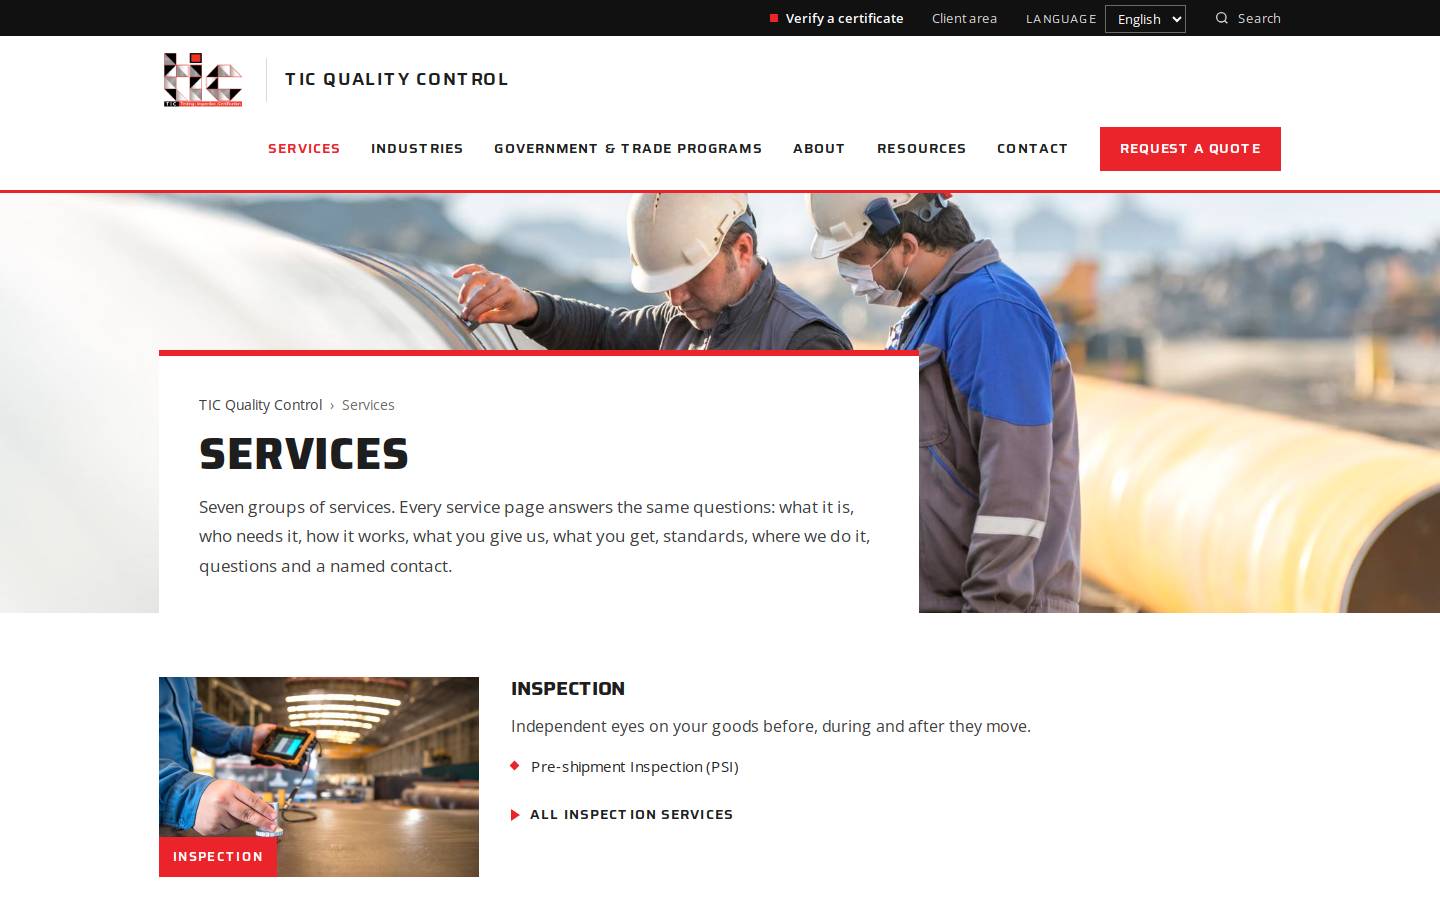 Verify a certificate
Client area
LANGUAGE
English
Search
tic
TIC QUALITY CONTROL
SERVICES
INDUSTRIES
GOVERNMENT & TRADE PROGRAMS
ABOUT
RESOURCES
CONTACT
REQUEST A QUOTE
TIC Quality Control › Services
SERVICES
Seven groups of services. Every service page answers the same questions: what it is,
who needs it, how it works, what you give us, what you get, standards, where we do it,
questions and a named contact.
INSPECTION
Independent eyes on your goods before, during and after they move.
Pre-shipment Inspection (PSI)
ALL INSPECTION SERVICES
INSPECTION